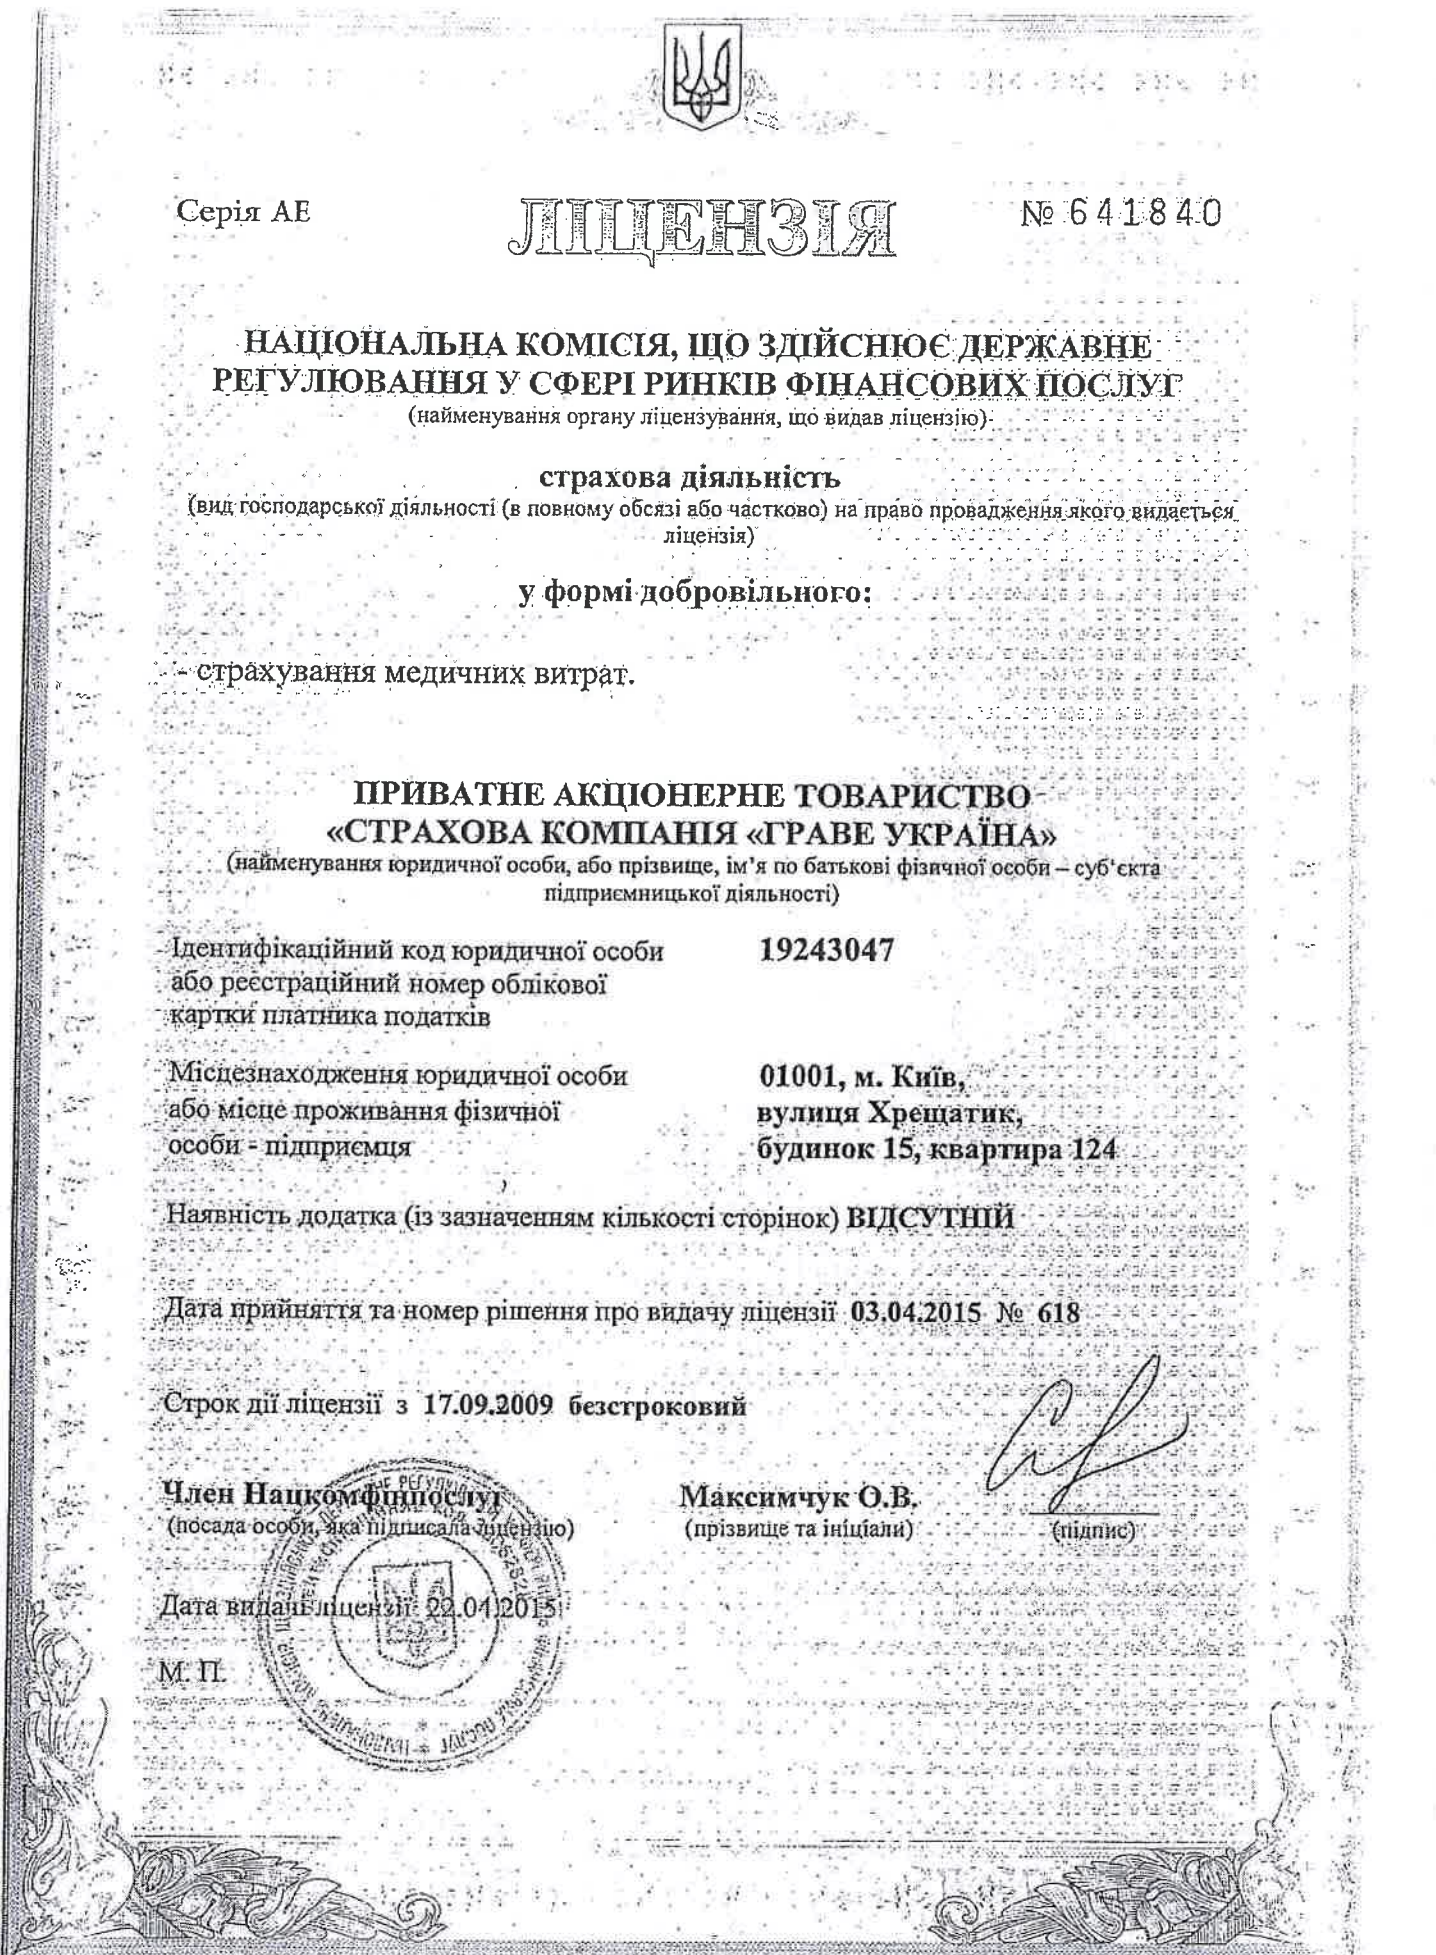 Серія АЕ
ЛІЦЕНЗІЯ
№ 641840
НАЦІОНАЛЬНА КОМІСІЯ, ЩО ЗДІЙСНЮЄ ДЕРЖАВНЕ
РЕГУЛЮВАННЯ У СФЕРІ РИНКІВ ФІНАНСОВИХ ПОСЛУГ
(найменування органу ліцензування, що видав ліцензію)
страхова діяльність
(вид господарської діяльності (в повному обсязі або частково) на право провадження якого видається
ліцензія)
у формі добровільного:
- страхування медичних витрат.
ПРИВАТНЕ АКЦІОНЕРНЕ ТОВАРИСТВО
«СТРАХОВА КОМПАНІЯ «ГРАВЕ УКРАЇНА»
(найменування юридичної особи, або прізвище, ім’я по батькові фізичної особи – суб‘єкта
підприємницької діяльності)
Ідентифікаційний код юридичної особи 19243047
або реєстраційний номер облікової
картки платника податків
Місцезнаходження юридичної особи 01001, м. Київ,
або місце проживання фізичної вулиця Хрещатик,
особи - підприємця будинок 15, квартира 124
Наявність додатка (із зазначенням кількості сторінок) ВІДСУТНІЙ
Дата прийняття та номер рішення про видачу ліцензії 03.04.2015 № 618
Строк дії ліцензії з 17.09.2009 безстроковий
Член Нацкомфінпослуг Максимчук О.В.
(посада особи, яка підписала ліцензію) (прізвище та ініціали) (підпис)
Дата видачі ліцензії 22.04.2015
М. П.